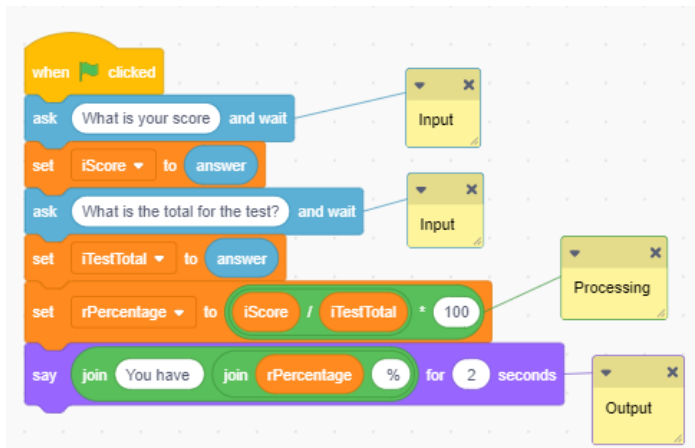 when clicked
ask What is your score and wait
Input
set iScore to answer
ask What is the total for the test? and wait
Input
set iTestTotal to answer
set rPercentage to iScore / iTestTotal * 100
Processing
say join You have join rPercentage % for 2 seconds
Output